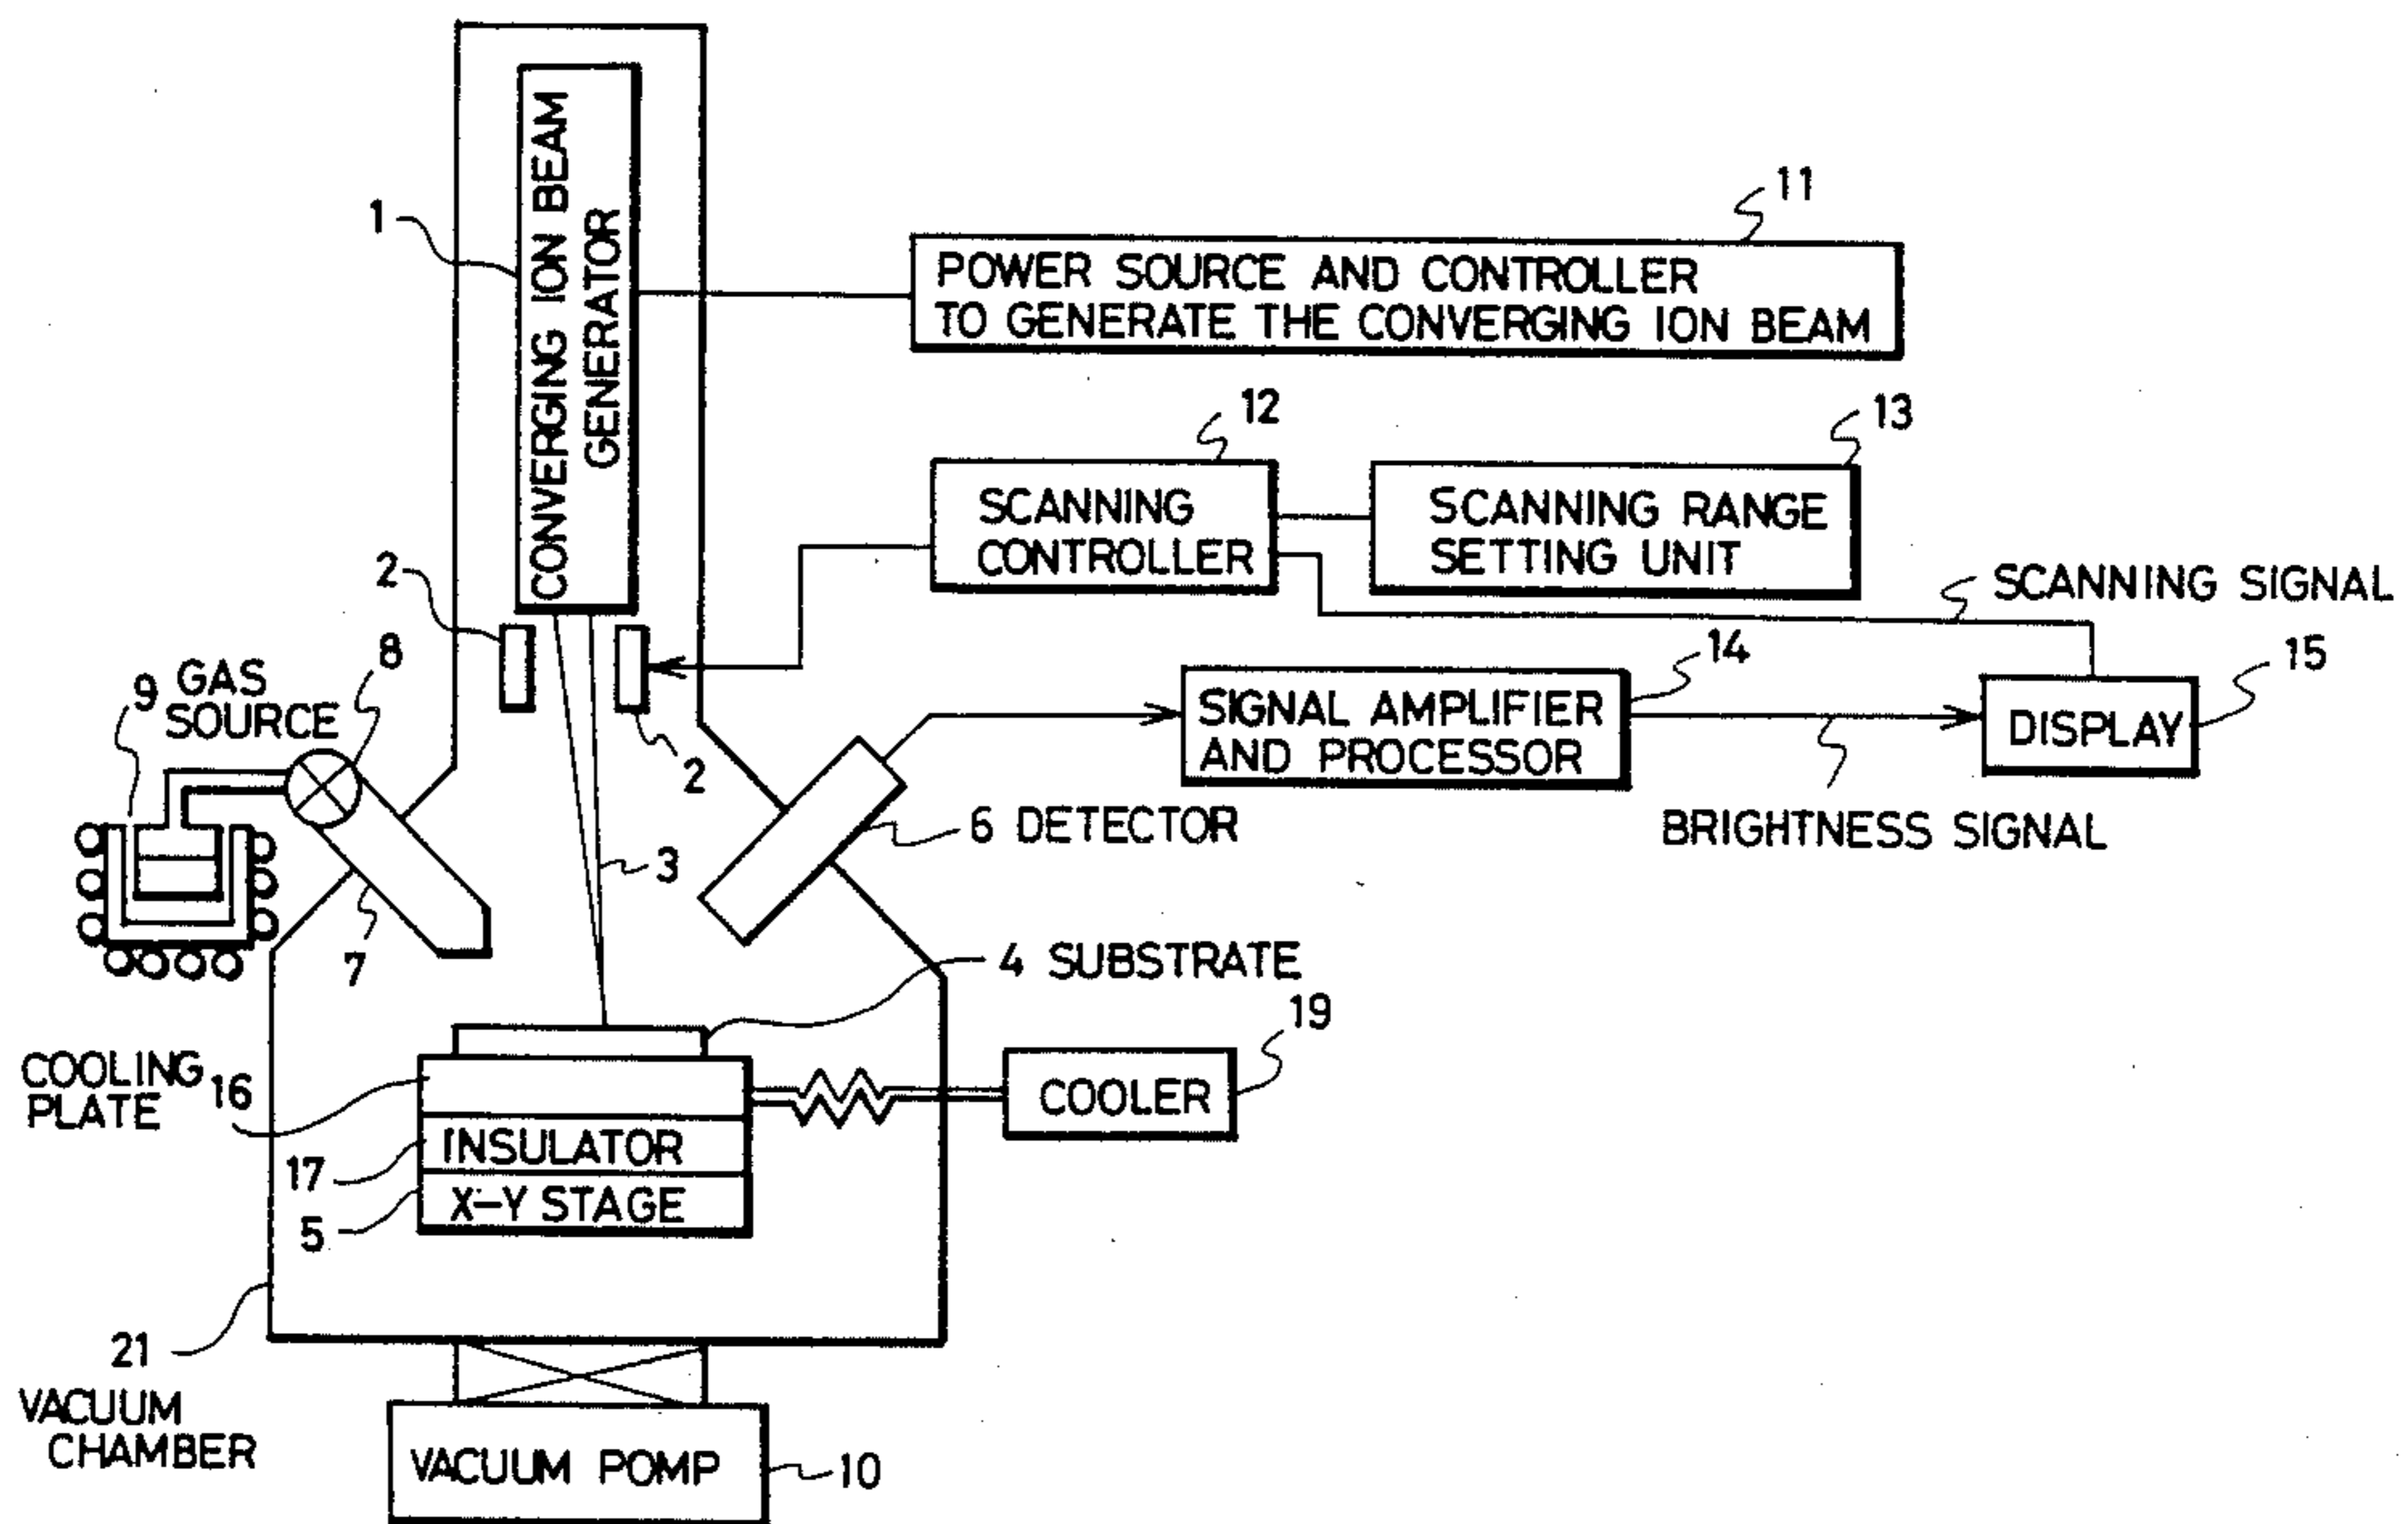 CONVERGING ION BEAM
GENERATOR
1
11
POWER SOURCE AND CONTROLLER
TO GENERATE THE CONVERGING ION BEAM
12
13
SCANNING
CONTROLLER
SCANNING RANGE
SETTING UNIT
2
SCANNING SIGNAL
8
14
15
9 GAS
SOURCE
SIGNAL AMPLIFIER
AND PROCESSOR
DISPLAY
2
6 DETECTOR
BRIGHTNESS SIGNAL
3
7
4 SUBSTRATE
19
COOLING
PLATE
16
COOLER
INSULATOR
17
X-Y STAGE
5
21
VACUUM
CHAMBER
VACUUM POMP
10